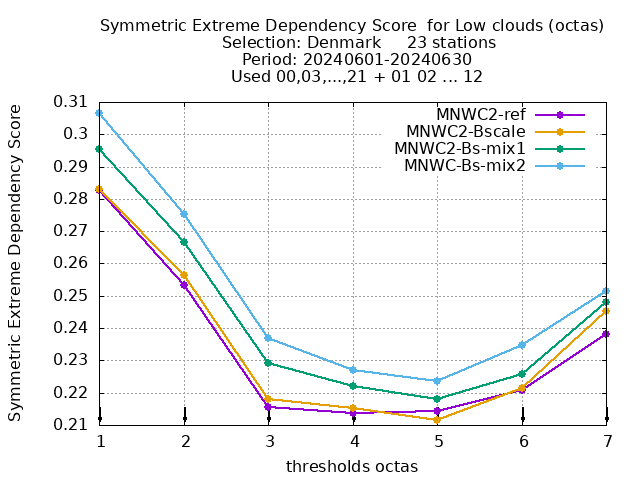 Symmetric Extreme Dependency Score  for Low clouds (octas)
Selection: Denmark     23 stations
Period: 20240601-20240630
Used 00,03,...,21 + 01 02 ... 12
MNWC2-ref
MNWC2-Bscale
MNWC2-Bs-mix1
MNWC-Bs-mix2
Symmetric Extreme Dependency Score
0.31
0.3
0.29
0.28
0.27
0.26
0.25
0.24
0.23
0.22
0.21
1 2 3 4 5 6 7
thresholds octas